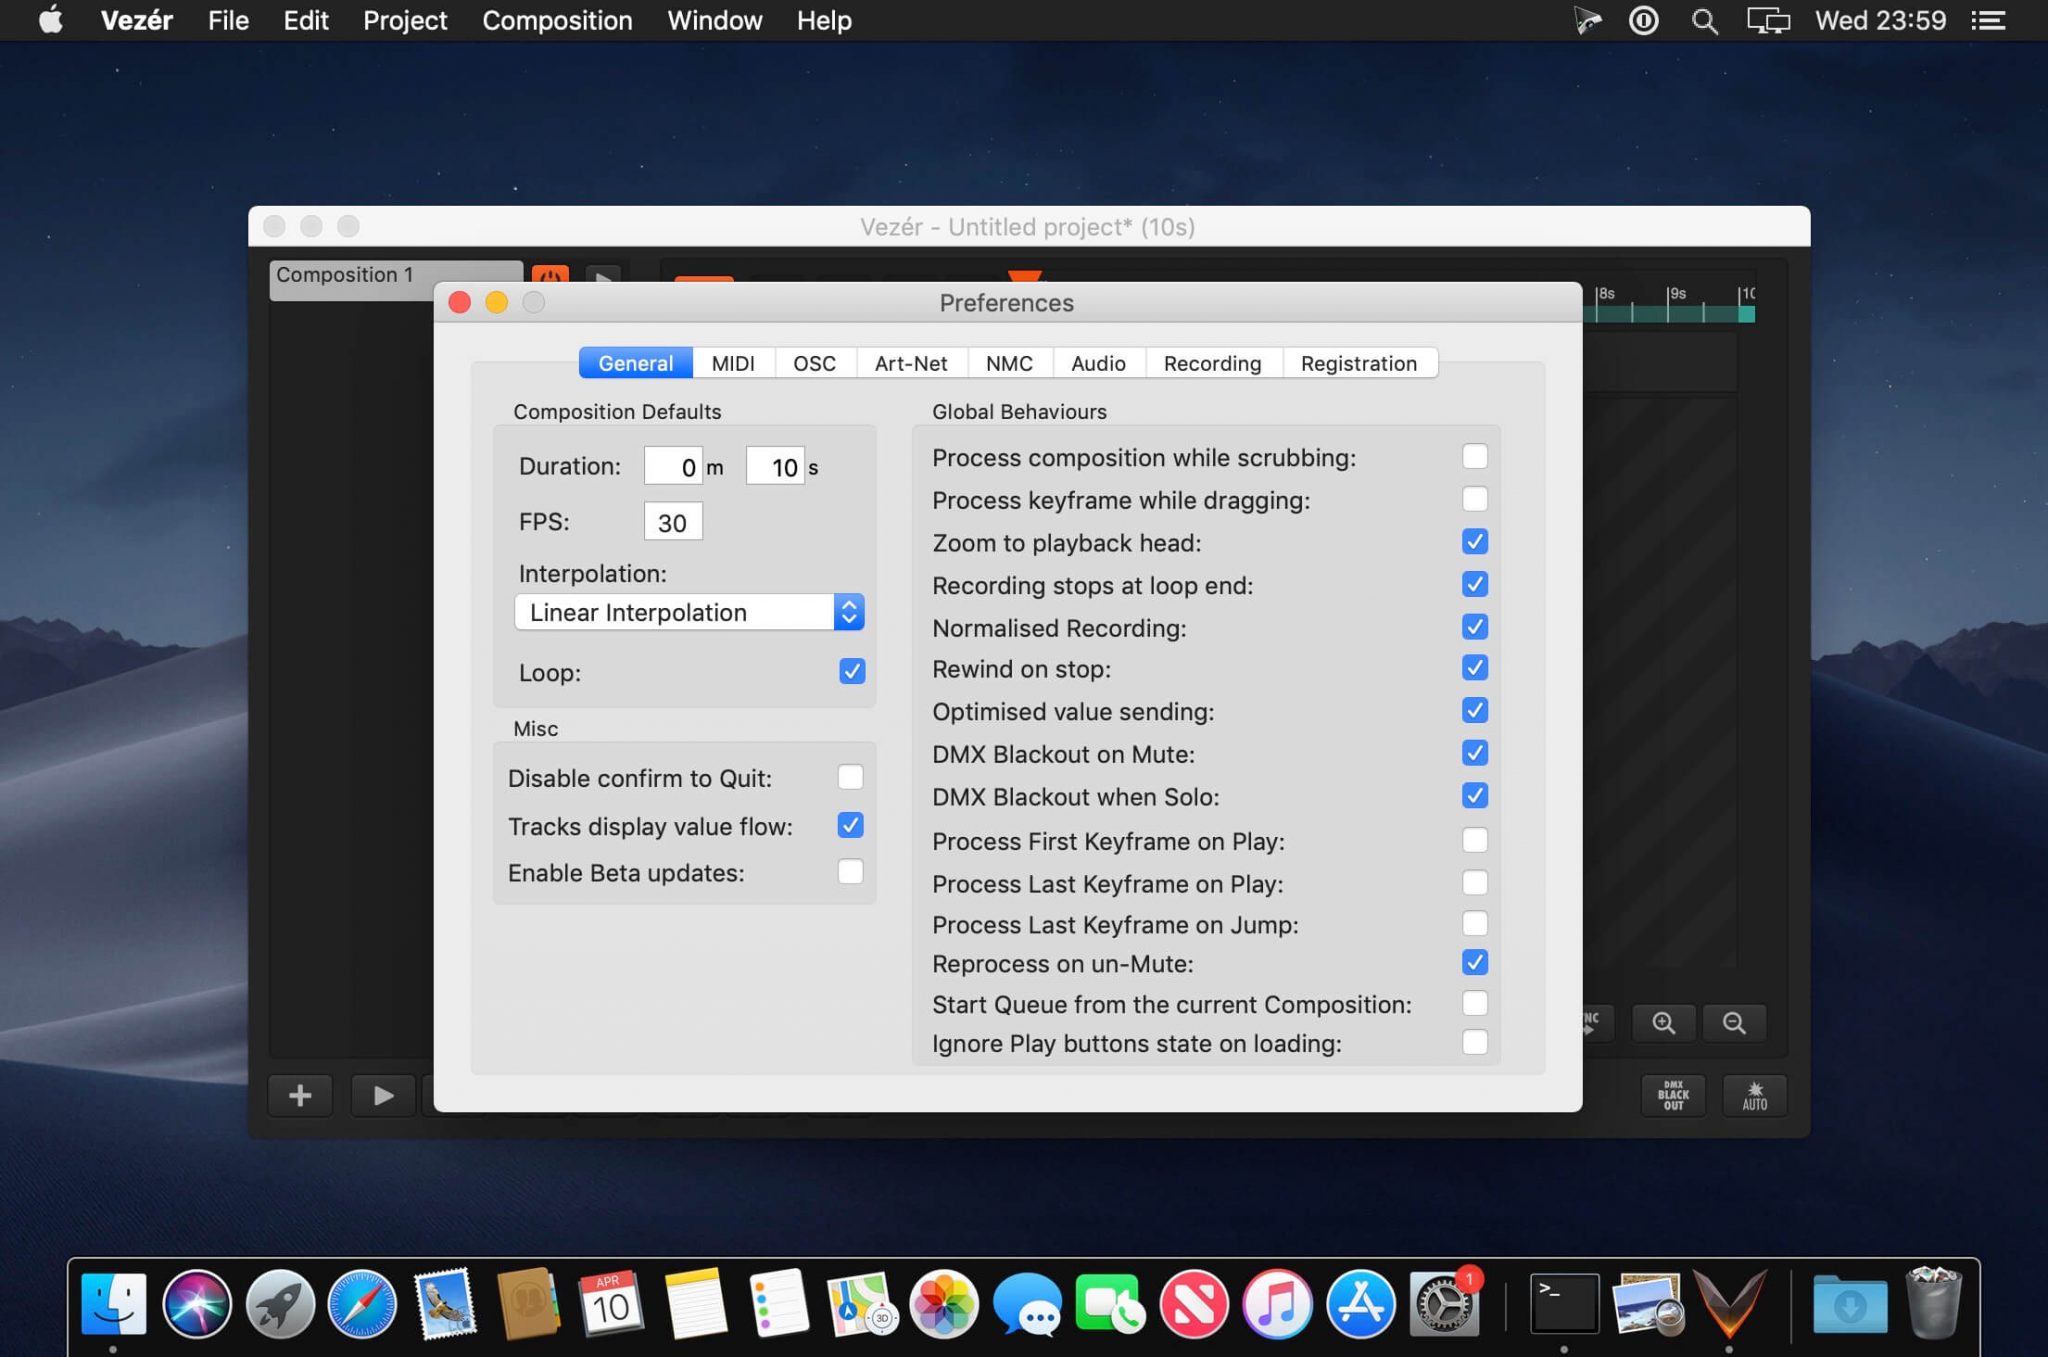 Vezér File Edit Project Composition Window Help Wed 23:59
Vezér - Untitled project* (10s)
Composition 1
8s 9s 10
Preferences
General MIDI OSC Art-Net NMC Audio Recording Registration
Composition Defaults
Duration: 0 m 10 s
FPS: 30
Interpolation:
Linear Interpolation
Loop:
Misc
Disable confirm to Quit:
Tracks display value flow:
Enable Beta updates:
Global Behaviours
Process composition while scrubbing:
Process keyframe while dragging:
Zoom to playback head:
Recording stops at loop end:
Normalised Recording:
Rewind on stop:
Optimised value sending:
DMX Blackout on Mute:
DMX Blackout when Solo:
Process First Keyframe on Play:
Process Last Keyframe on Play:
Process Last Keyframe on Jump:
Reprocess on un-Mute:
Start Queue from the current Composition:
Ignore Play buttons state on loading:
NC
DMX
BLACK
OUT
AUTO
APR
10
3D
1
>_